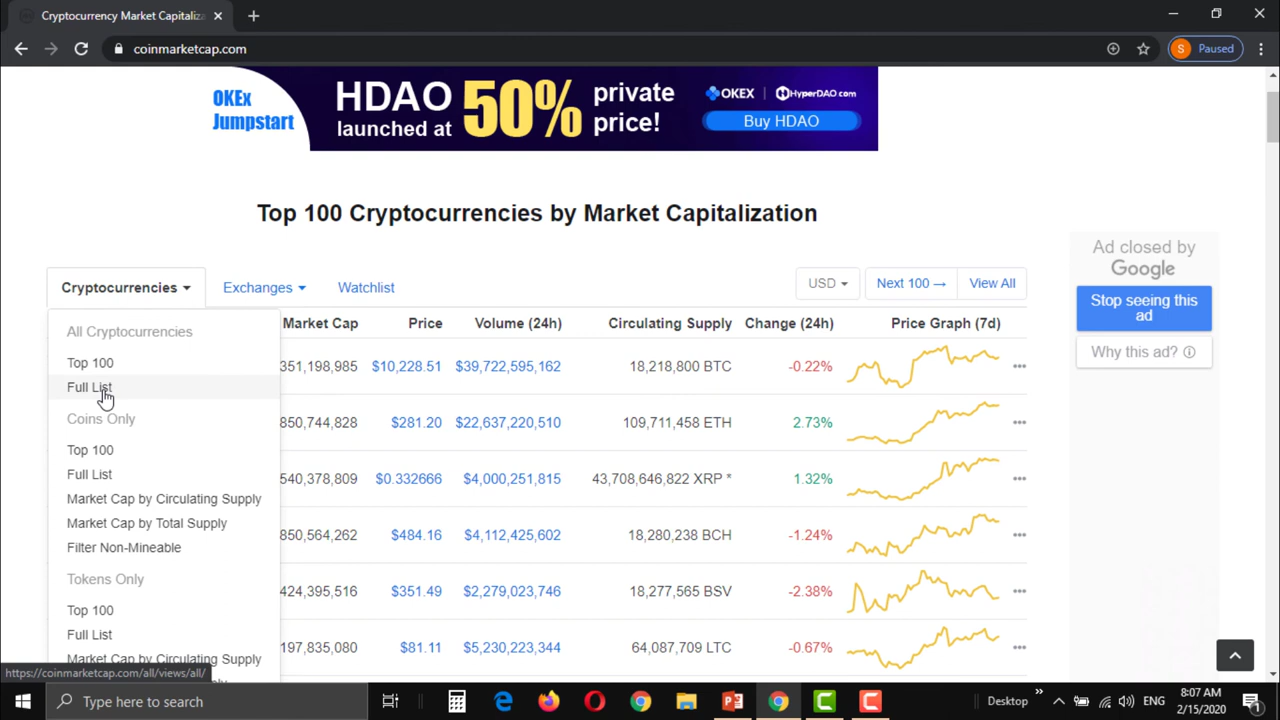 Cryptocurrency Market Capitaliz
coinmarketcap.com
S Paused
OKEx
Jumpstart
HDAO
launched at
50%
private
price!
OKEX | HyperDAO.com
Buy HDAO
Top 100 Cryptocurrencies by Market Capitalization
Ad closed by
Google
Stop seeing this
ad
Why this ad?
Cryptocurrencies
Exchanges
Watchlist
USD
Next 100 →
View All
All Cryptocurrencies
Top 100
Full List
Coins Only
Top 100
Full List
Market Cap by Circulating Supply
Market Cap by Total Supply
Filter Non-Mineable
Tokens Only
Top 100
Full List
Market Cap by Circulating Supply
Market Cap Price Volume (24h) Circulating Supply Change (24h) Price Graph (7d)
351,198,985 $10,228.51 $39,722,595,162 18,218,800 BTC -0.22%
850,744,828 $281.20 $22,637,220,510 109,711,458 ETH 2.73%
540,378,809 $0.332666 $4,000,251,815 43,708,646,822 XRP * 1.32%
850,564,262 $484.16 $4,112,425,602 18,280,238 BCH -1.24%
424,395,516 $351.49 $2,279,023,746 18,277,565 BSV -2.38%
197,835,080 $81.11 $5,230,223,344 64,087,709 LTC -0.67%
https://coinmarketcap.com/all/views/all/
Type here to search
Desktop
ENG
8:07 AM
2/15/2020
1